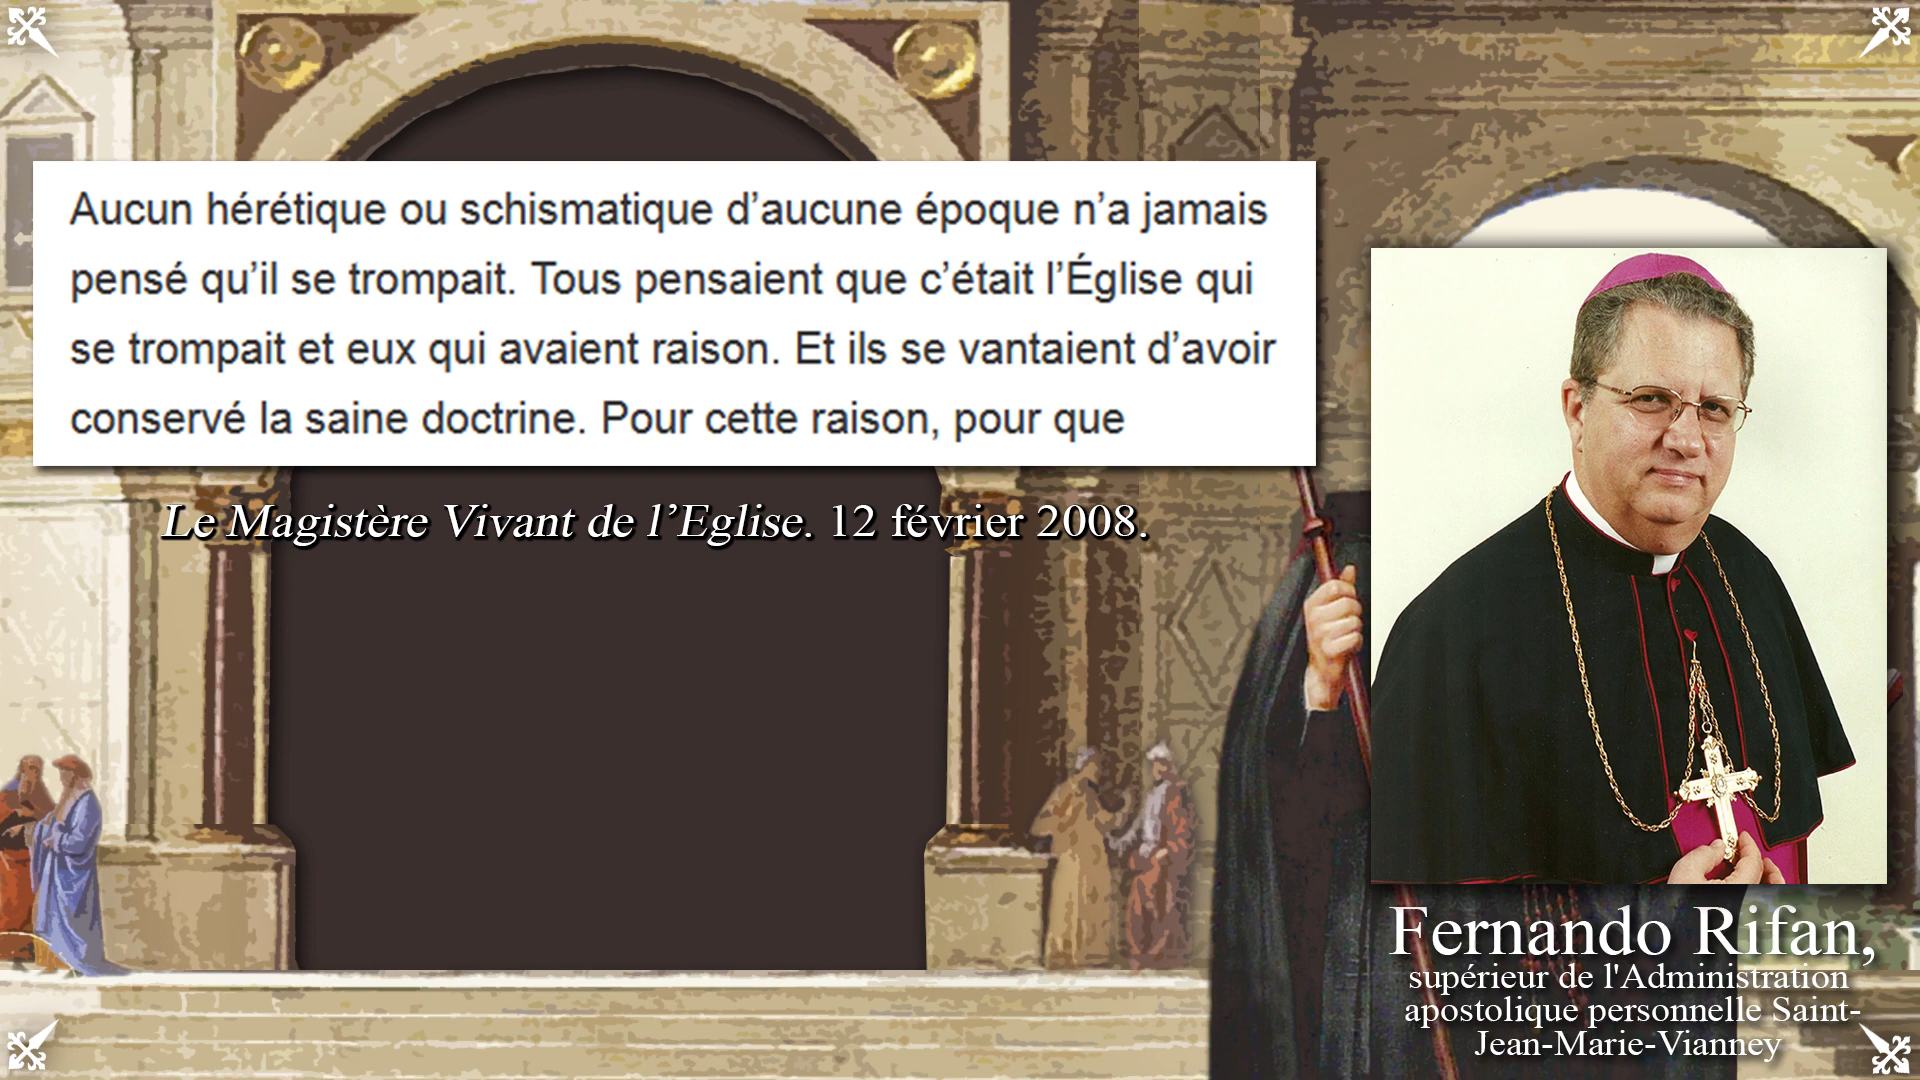 Aucun hérétique ou schismatique d’aucune époque n’a jamais
pensé qu’il se trompait. Tous pensaient que c’était l’Église qui
se trompait et eux qui avaient raison. Et ils se vantaient d’avoir
conservé la saine doctrine. Pour cette raison, pour que
Le Magistère Vivant de l’Eglise. 12 février 2008.
Fernando Rifan,
supérieur de l'Administration
apostolique personnelle Saint-
Jean-Marie-Vianney